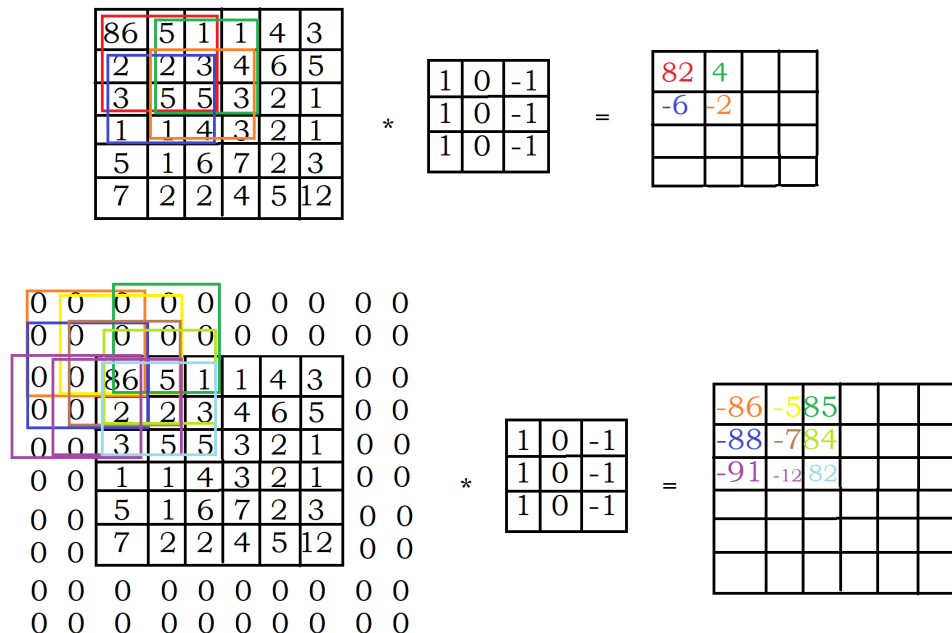 86 5 1 1 4 3
2 2 3 4 6 5
3 5 5 3 2 1
1 1 4 3 2 1
5 1 6 7 2 3
7 2 2 4 5 12
*
1 0 -1
1 0 -1
1 0 -1
=
82 4
-6 -2
0 0 0 0 0 0 0 0 0 0
0 0 0 0 0 0 0 0 0 0
0 0 86 5 1 1 4 3 0 0
0 0 2 2 3 4 6 5 0 0
0 0 3 5 5 3 2 1 0 0
0 0 1 1 4 3 2 1 0 0
0 0 5 1 6 7 2 3 0 0
0 0 7 2 2 4 5 12 0 0
0 0 0 0 0 0 0 0 0 0
0 0 0 0 0 0 0 0 0 0
*
1 0 -1
1 0 -1
1 0 -1
=
-86 -5 85
-88 -7 84
-91 -12 82